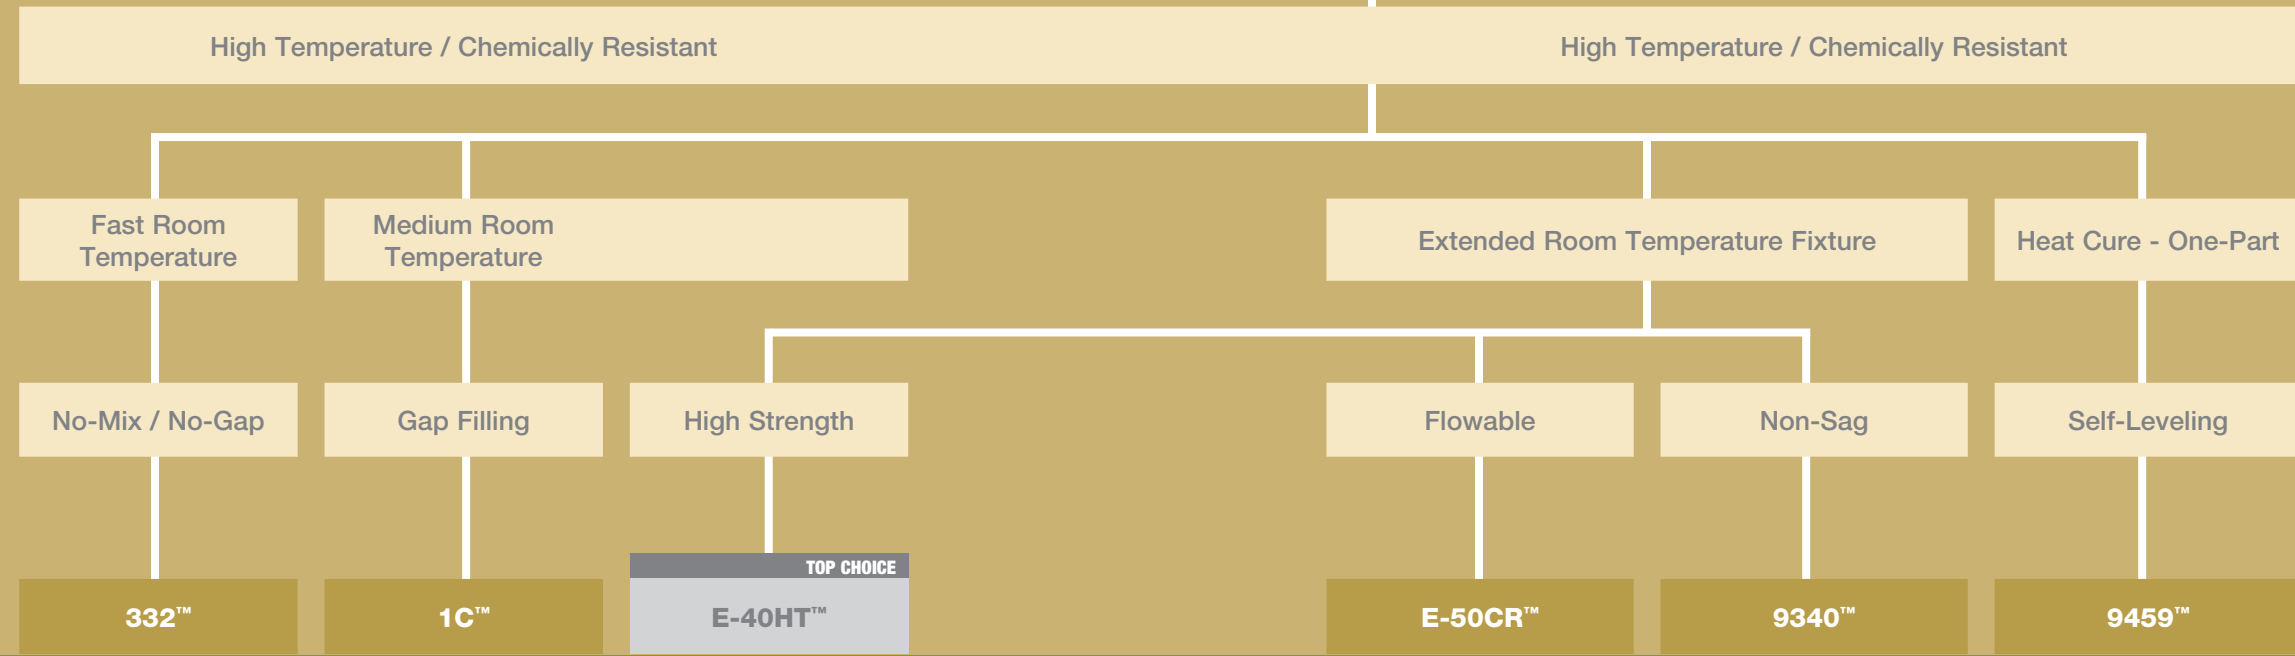 High Temperature / Chemically Resistant
High Temperature / Chemically Resistant
Fast Room
Temperature
Medium Room
Temperature
Extended Room Temperature Fixture
Heat Cure - One-Part
No-Mix / No-Gap
Gap Filling
High Strength
Flowable
Non-Sag
Self-Leveling
332™
1C™
TOP CHOICE
E-40HT™
E-50CR™
9340™
9459™